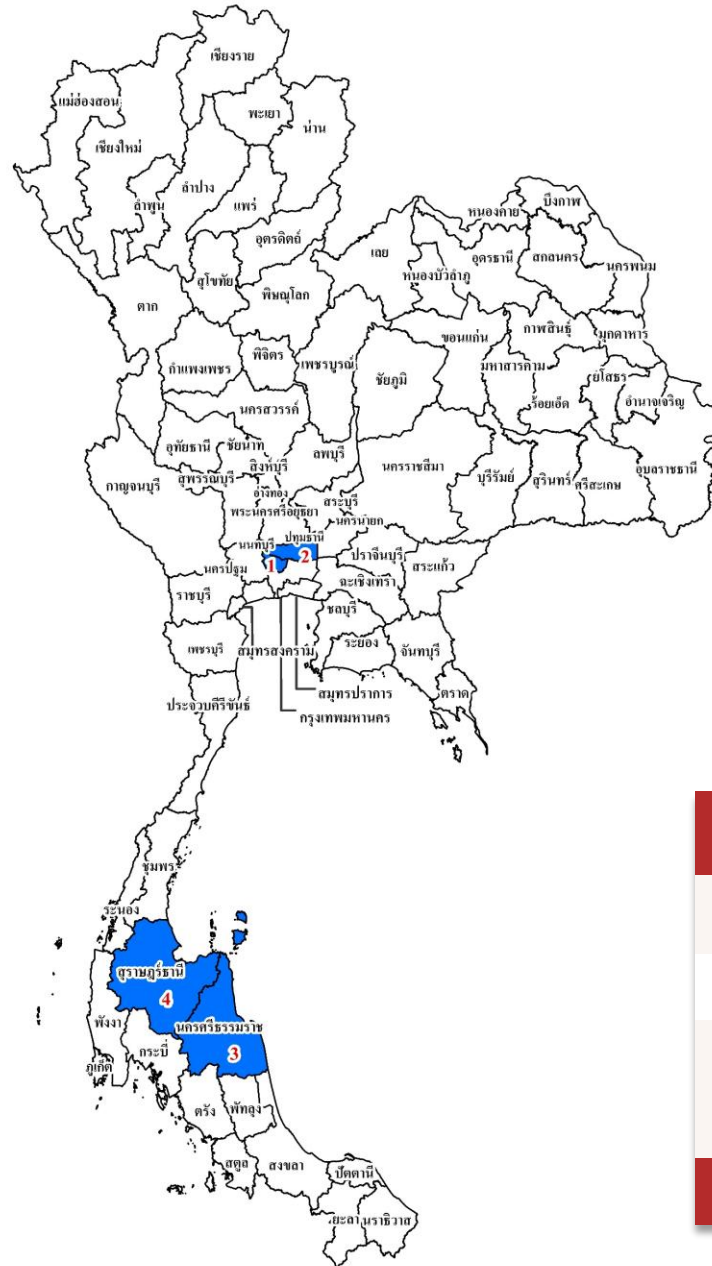 เชียงราย
แม่ฮ่องสอน
พะเยา
น่าน
เชียงใหม่
ลำปาง
ลำพูน
แพร่
บึงกาฬ
หนองคาย
อุตรดิตถ์
เลย
อุดรธานี
สกลนคร
นครพนม
สุโขทัย
หนองบัวลำภู
ตาก
พิษณุโลก
กาฬสินธุ์
ขอนแก่น
มุกดาหาร
กำแพงเพชร
พิจิตร
เพชรบูรณ์
ชัยภูมิ
มหาสารคาม
ยโสธร
ร้อยเอ็ด
อำนาจเจริญ
นครสวรรค์
อุทัยธานี
ชัยนาท
ลพบุรี
สิงห์บุรี
นครราชสีมา
บุรีรัมย์
สุรินทร์
ศรีสะเกษ
อุบลราชธานี
กาญจนบุรี
สุพรรณบุรี
อ่างทอง
สระบุรี
พระนครศรีอยุธยา
นครนายก
ปทุมธานี
นนทบุรี
2
ปราจีนบุรี
1
นครปฐม
สระแก้ว
ราชบุรี
ฉะเชิงเทรา
ชลบุรี
เพชรบุรี
สมุทรสงคราม
ระยอง
จันทบุรี
สมุทรปราการ
ตราด
ประจวบคีรีขันธ์
กรุงเทพมหานคร
ชุมพร
ระนอง
สุราษฎร์ธานี
4
พังงา
นครศรีธรรมราช
กระบี่
3
ภูเก็ต
ตรัง
พัทลุง
สตูล
สงขลา
ปัตตานี
ยะลา
นราธิวาส